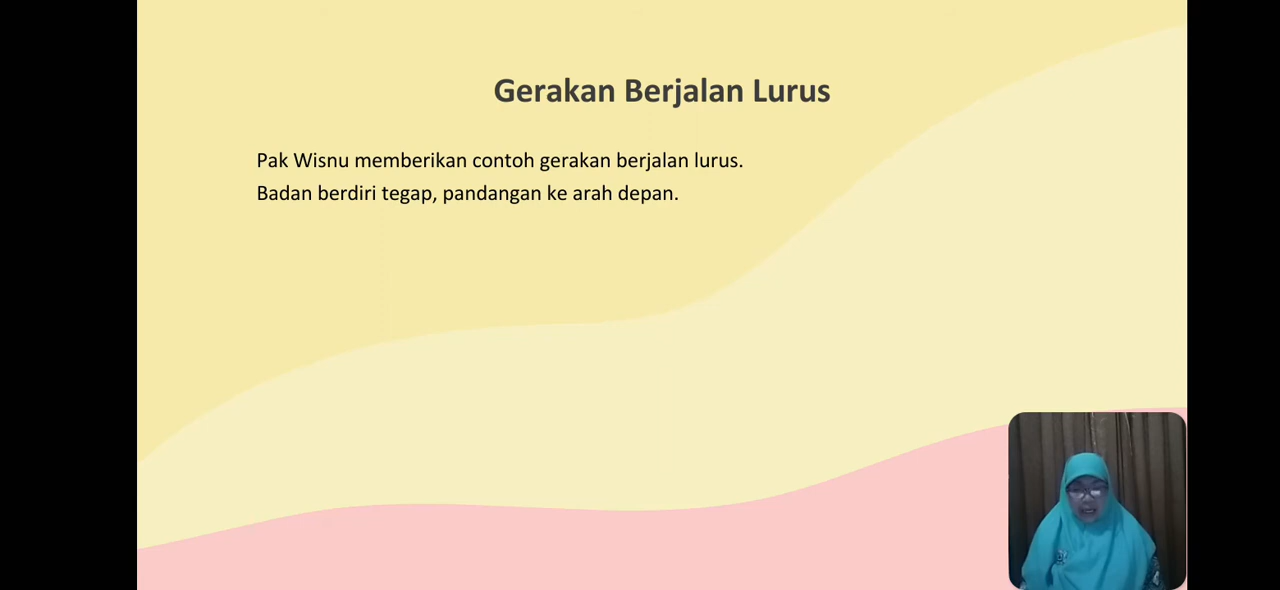 Gerakan Berjalan Lurus
Pak Wisnu memberikan contoh gerakan berjalan lurus.
Badan berdiri tegap, pandangan ke arah depan.